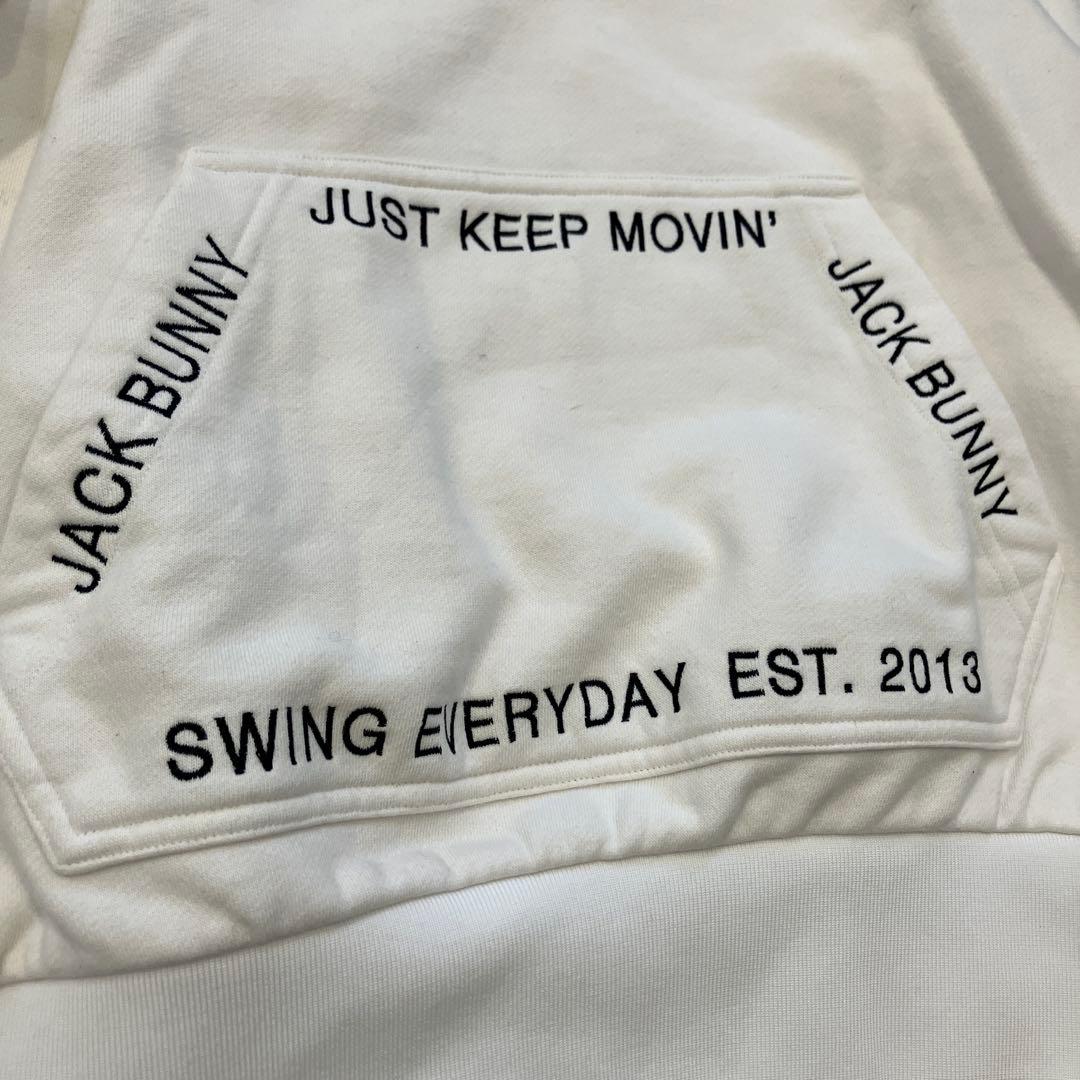 JUST KEEP MOVIN'
JACK BUNNY
JACK BUNNY
SWING EVERYDAY EST. 2013